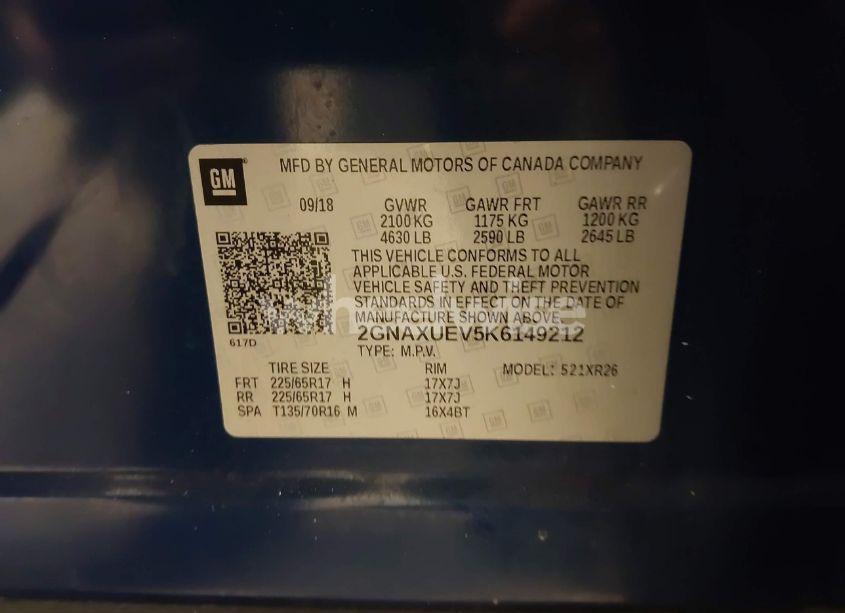 GM
MFD BY GENERAL MOTORS OF CANADA COMPANY
09/18 GVWR GAWR FRT GAWR RR
2100 KG 1175 KG 1200 KG
4630 LB 2590 LB 2645 LB
THIS VEHICLE CONFORMS TO ALL
APPLICABLE U.S. FEDERAL MOTOR
VEHICLE SAFETY AND THEFT PREVENTION
STANDARDS IN EFFECT ON THE DATE OF
MANUFACTURE SHOWN ABOVE.
2GNAXUEV5K6149212
617D
TYPE: M.P.V.
TIRE SIZE RIM MODEL: 521XR26
FRT 225/65R17 H 17X7J
RR 225/65R17 H 17X7J
SPA T135/70R16 M 16X4BT